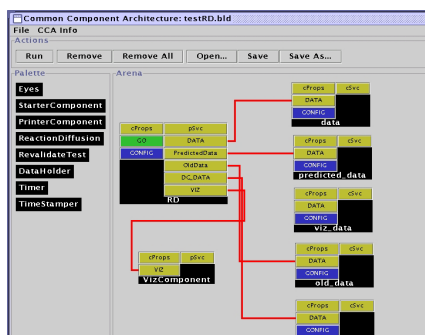 Common Component Architecture: testRD.bld
File CCA Info
Actions
Run Remove Remove All Open... Save Save As...
Palette
Eyes
StarterComponent
PrinterComponent
ReactionDiffusion
RevalidateTest
DataHolder
Timer
TimeStamper
Arena
cProps pSvc
GO DATA
CONFIG PredictedData
OldData
DC_DATA
VIZ
RD
cProps pSvc
VIZ
VizComponent
cProps cSvc
DATA
CONFIG
data
cProps cSvc
DATA
CONFIG
predicted_data
cProps cSvc
DATA
CONFIG
viz_data
cProps cSvc
DATA
CONFIG
old_data
cProps cSvc
DATA
CONFIG